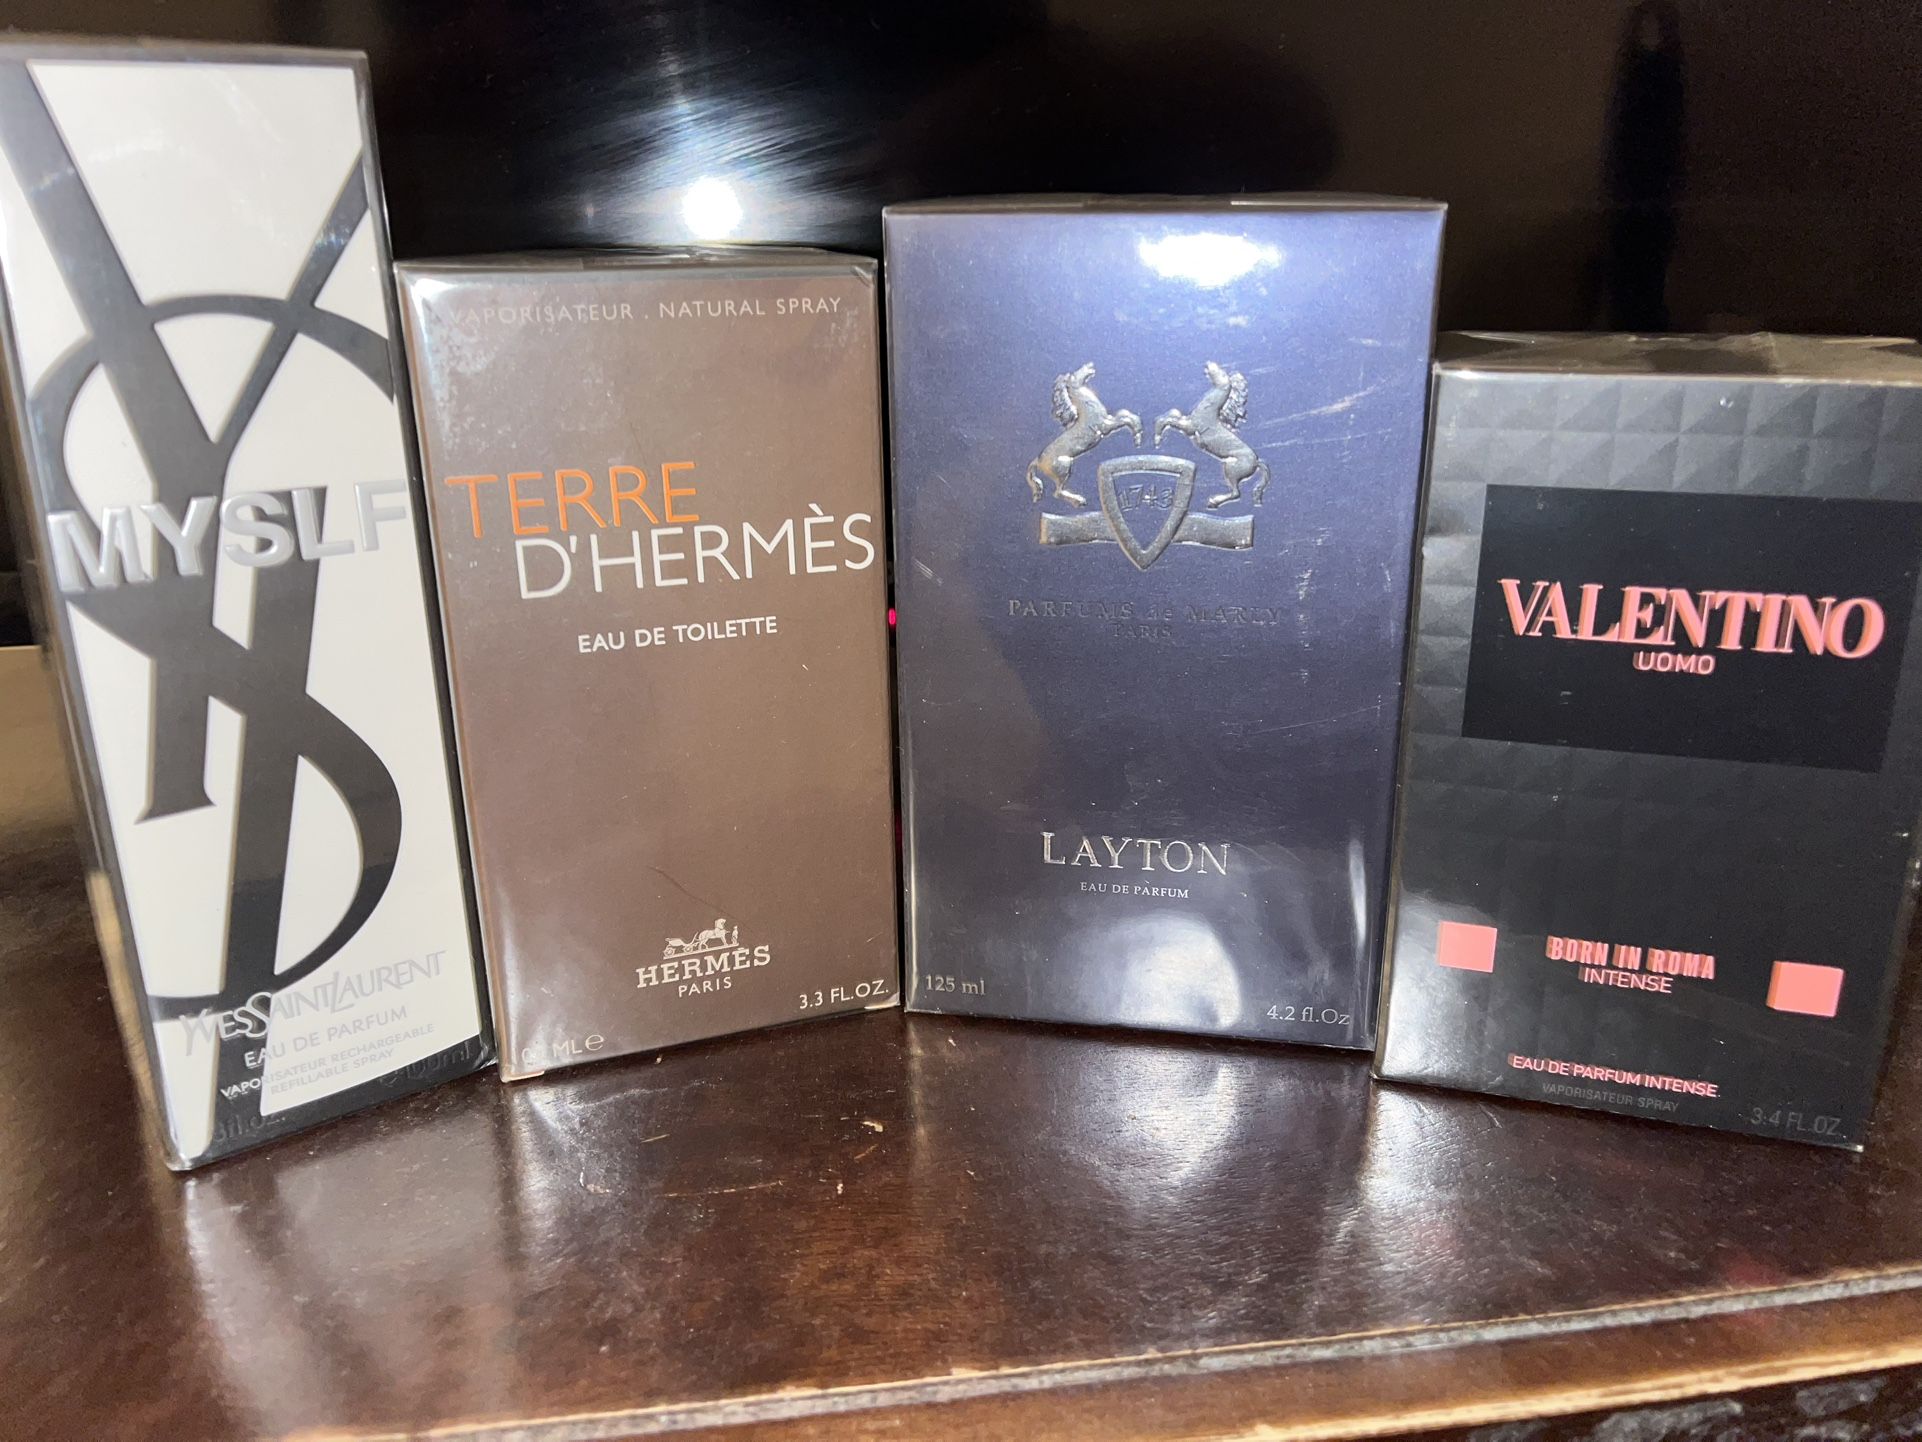 MYSLF
YVESSAINTLAURENT
EAU DE PARFUM
VAPORISATEUR RECHARGEABLE
REFILLABLE SPRAY
VAPORISATEUR . NATURAL SPRAY
TERRE
D'HERMÈS
EAU DE TOILETTE
HERMÈS
PARIS
3.3 FL.OZ.
ML e
1743
PARFUMS de MARLY
PARIS
LAYTON
EAU DE PARFUM
125 ml
4.2 fl.Oz
VALENTINO
UOMO
BORN IN ROMA
INTENSE
EAU DE PARFUM INTENSE
VAPORISATEUR SPRAY
3.4 FL.OZ.